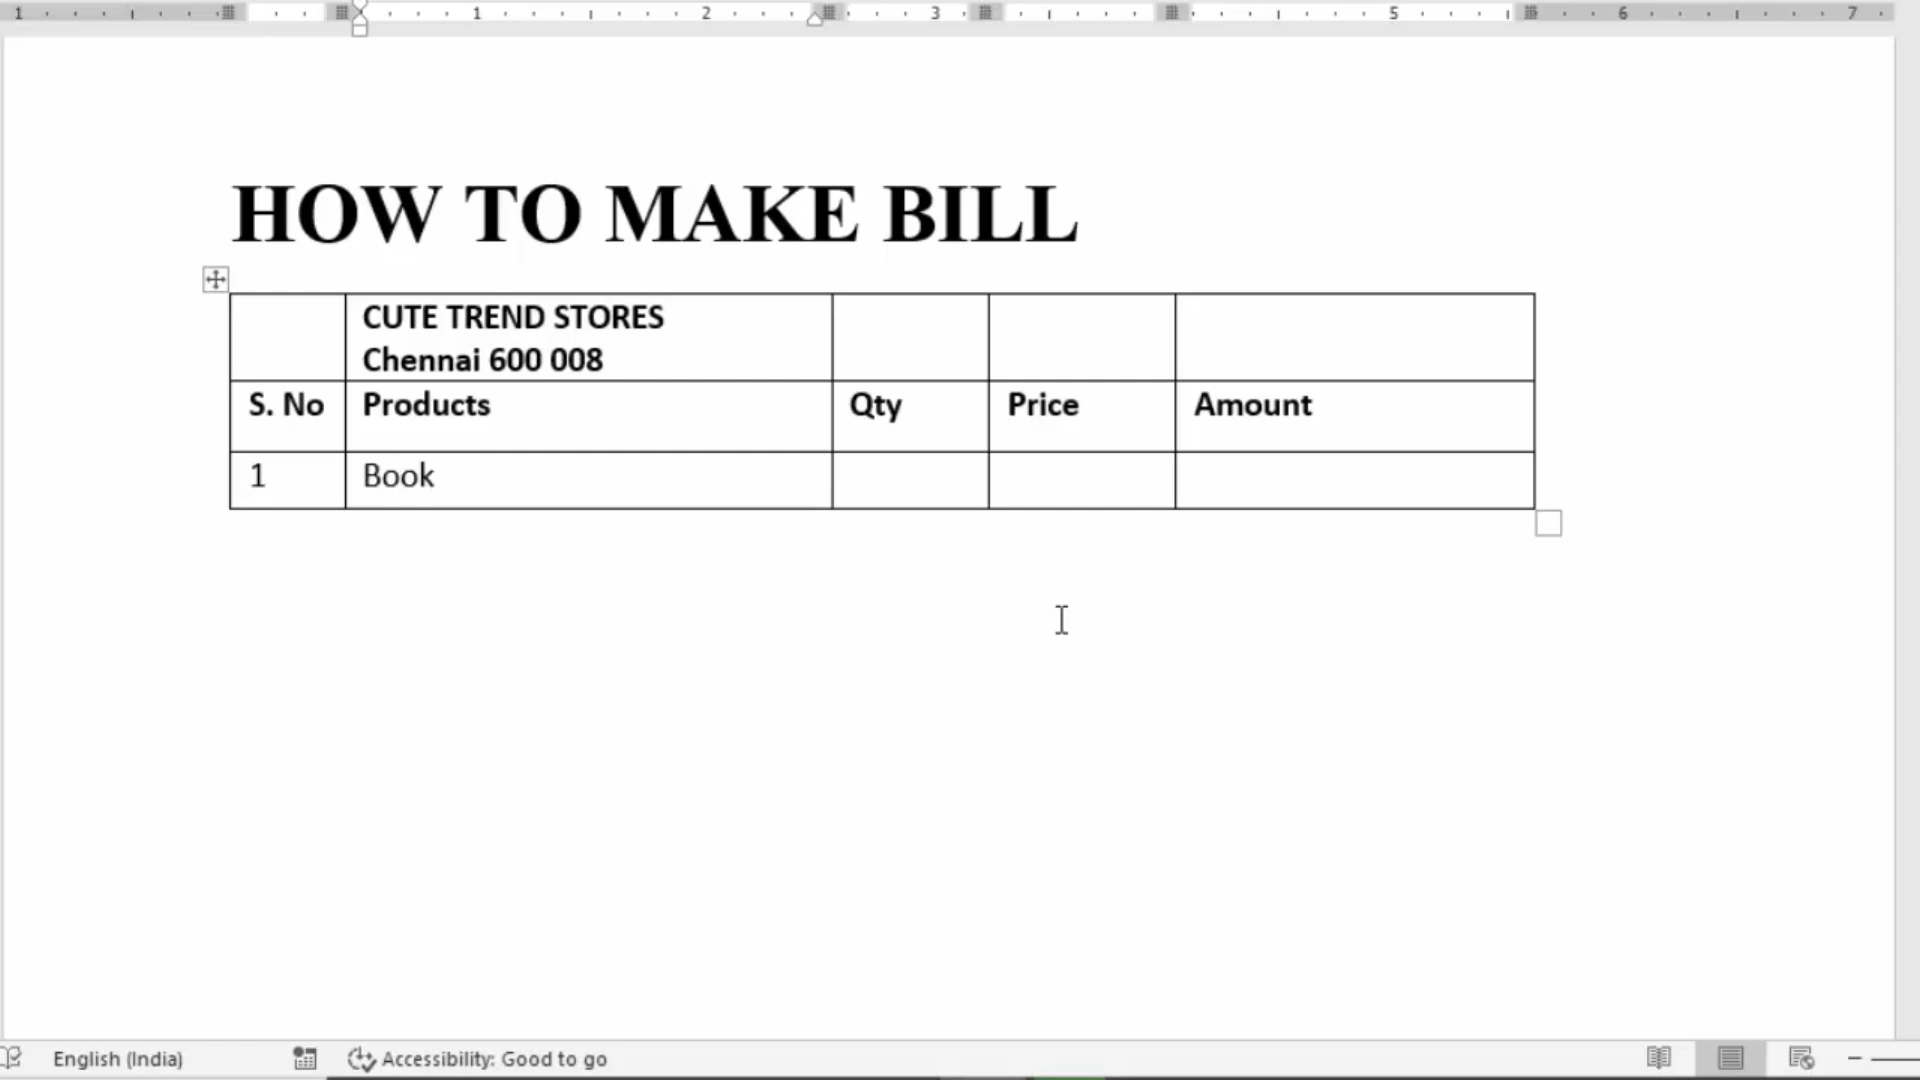 1 1 2 3 5 6 7
HOW TO MAKE BILL
CUTE TREND STORES
Chennai 600 008
S. No Products Qty Price Amount
1 Book
English (India) Accessibility: Good to go